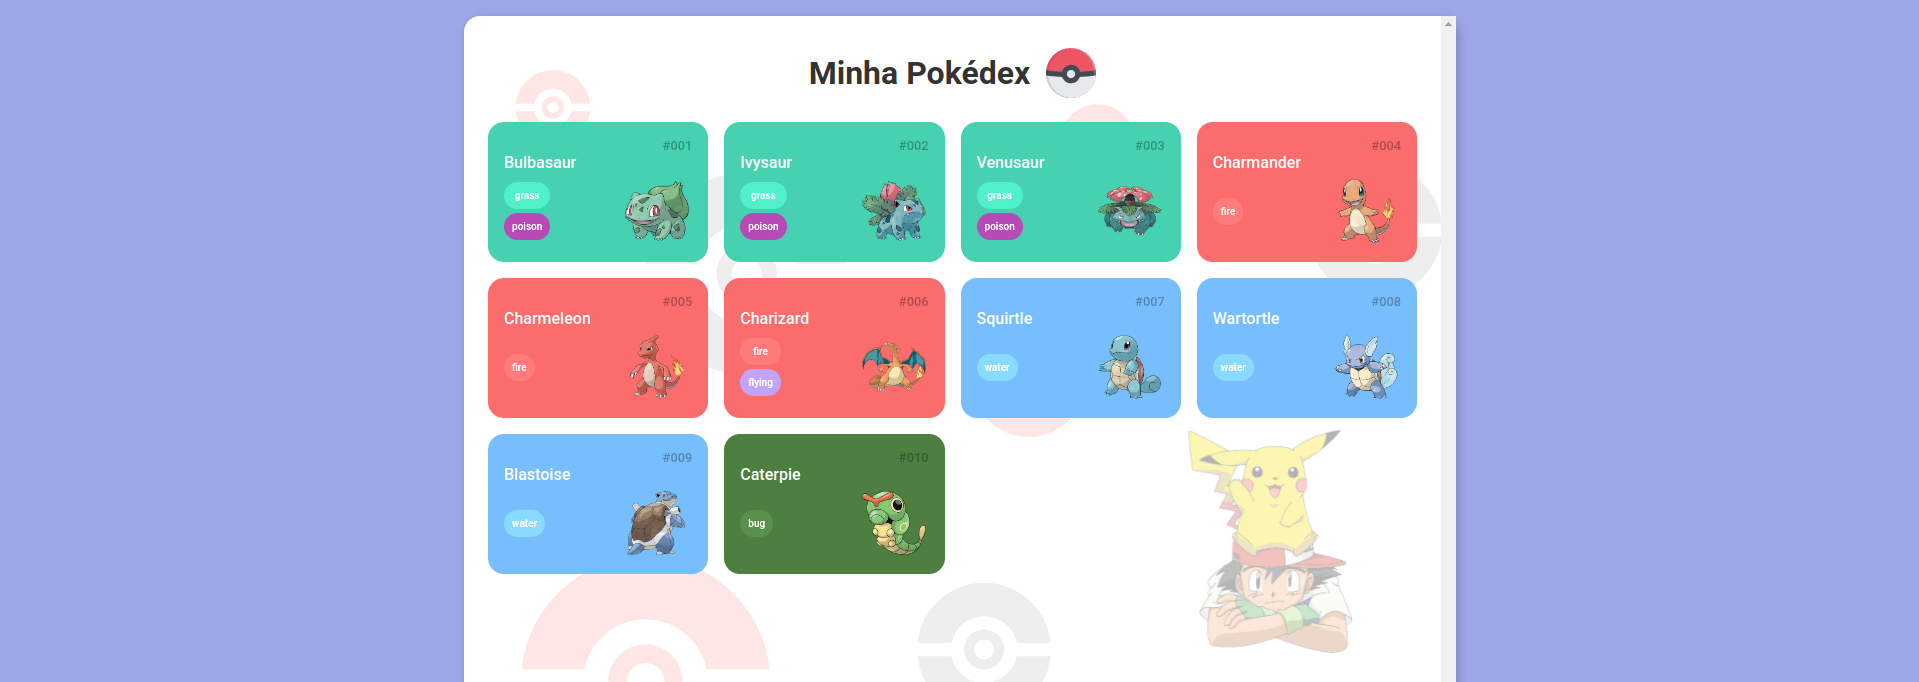 Minha Pokédex
#001
Bulbasaur
grass
poison
#002
Ivysaur
grass
poison
#003
Venusaur
grass
poison
#004
Charmander
fire
#005
Charmeleon
fire
#006
Charizard
fire
flying
#007
Squirtle
water
#008
Wartortle
water
#009
Blastoise
water
#010
Caterpie
bug